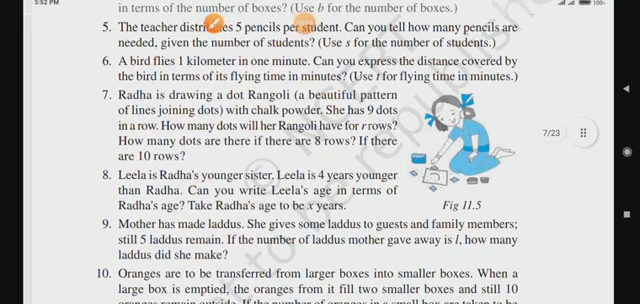 5:52 PM
100%
in terms of the number of boxes? (Use b for the number of boxes.)
5. The teacher distributes 5 pencils per student. Can you tell how many pencils are
needed, given the number of students? (Use s for the number of students.)
6. A bird flies 1 kilometer in one minute. Can you express the distance covered by
the bird in terms of its flying time in minutes? (Use t for flying time in minutes.)
7. Radha is drawing a dot Rangoli (a beautiful pattern
of lines joining dots) with chalk powder. She has 9 dots
in a row. How many dots will her Rangoli have for r rows?
How many dots are there if there are 8 rows? If there
are 10 rows?
7/23
8. Leela is Radha's younger sister. Leela is 4 years younger
than Radha. Can you write Leela's age in terms of
Radha's age? Take Radha's age to be x years.
Fig 11.5
9. Mother has made laddus. She gives some laddus to guests and family members;
still 5 laddus remain. If the number of laddus mother gave away is l, how many
laddus did she make?
10. Oranges are to be transferred from larger boxes into smaller boxes. When a
large box is emptied, the oranges from it fill two smaller boxes and still 10
oranges remain outside. If the number of oranges in a small box are taken to be
© NCERT
not to be republished